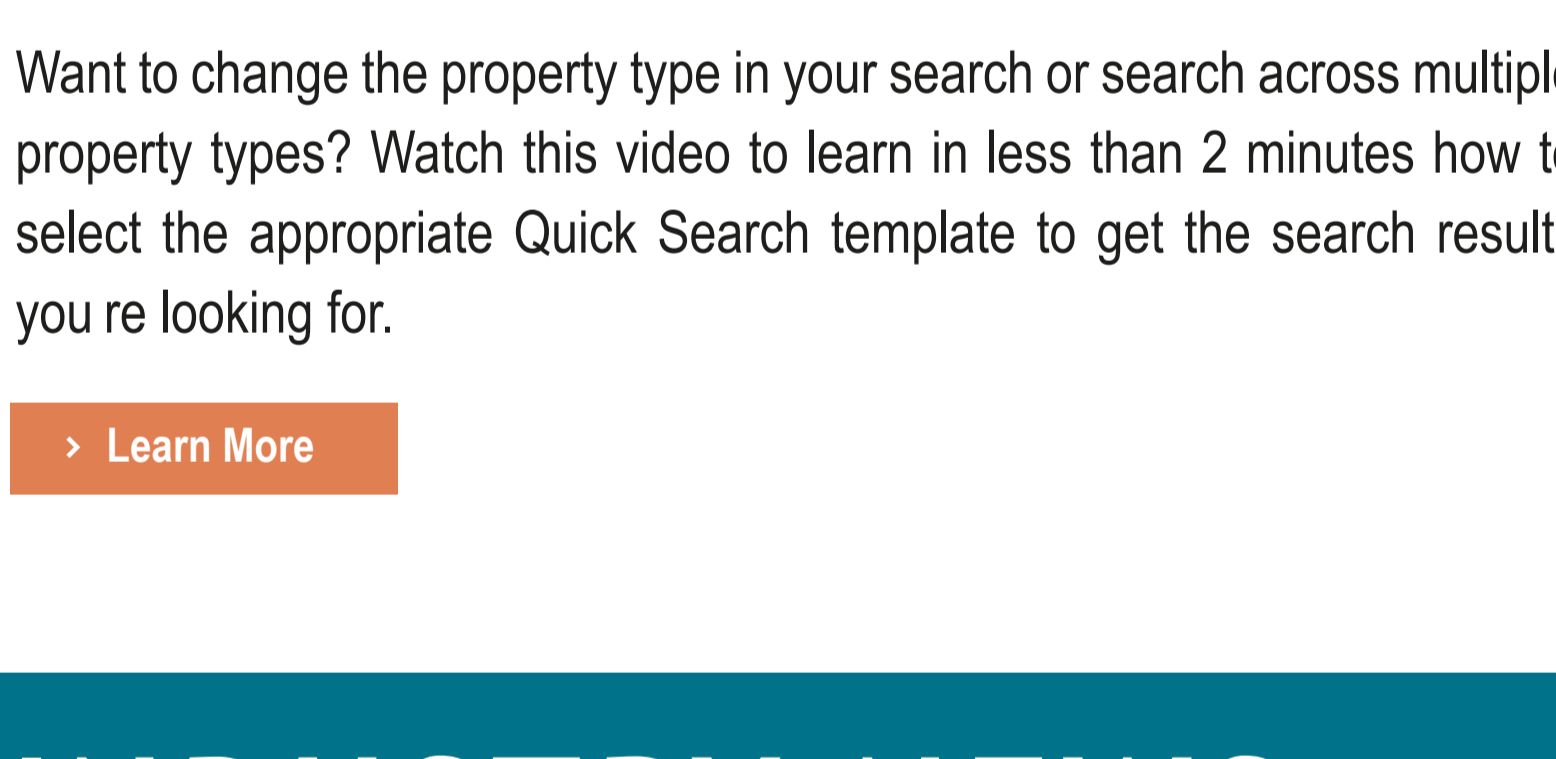 Want to change the property type in your search or search across multiple
property types? Watch this video to learn in less than 2 minutes how to
select the appropriate Quick Search template to get the search result
you re looking for.
> Learn More